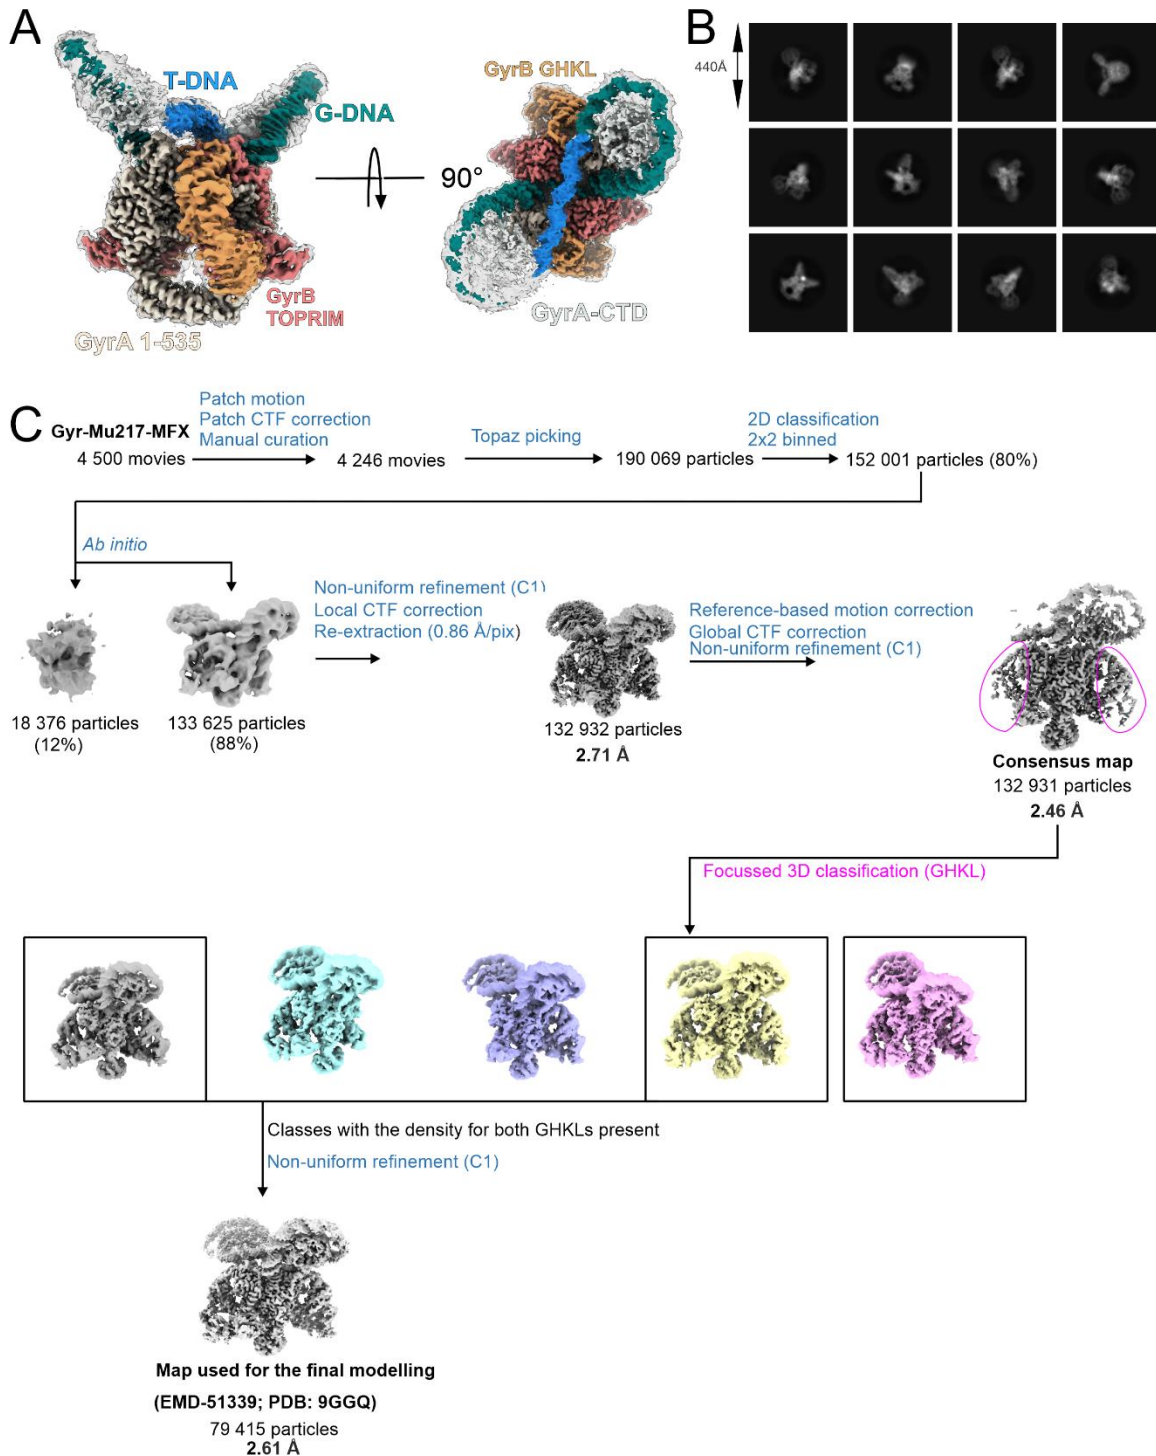 A
T-DNA
G-DNA
GyrB
TOPRIM
GyrA 1-535
90°
GyrB GHKL
GyrA-CTD
B
440Å
C
Gyr-Mu217-MFX
4 500 movies
Patch motion
Patch CTF correction
Manual curation
4 246 movies
Topaz picking
190 069 particles
2D classification
2x2 binned
152 001 particles (80%)
Ab initio
18 376 particles
(12%)
133 625 particles
(88%)
Non-uniform refinement (C1)
Local CTF correction
Re-extraction (0.86 Å/pix)
132 932 particles
2.71 Å
Reference-based motion correction
Global CTF correction
Non-uniform refinement (C1)
Consensus map
132 931 particles
2.46 Å
Focussed 3D classification (GHKL)
Classes with the density for both GHKLs present
Non-uniform refinement (C1)
Map used for the final modelling
(EMD-51339; PDB: 9GGQ)
79 415 particles
2.61 Å